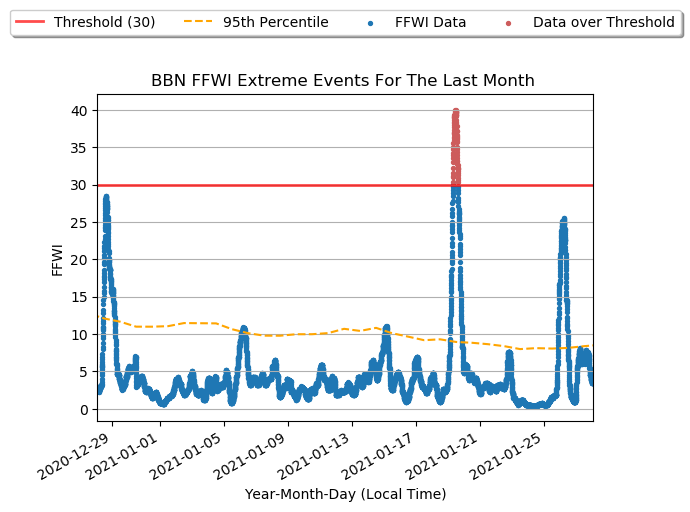 Threshold (30) 95th Percentile FFWI Data Data over Threshold
BBN FFWI Extreme Events For The Last Month
40
35
30
25
20
15
10
5
0
FFWI
2020-12-29 2021-01-01 2021-01-05 2021-01-09 2021-01-13 2021-01-17 2021-01-21 2021-01-25
Year-Month-Day (Local Time)